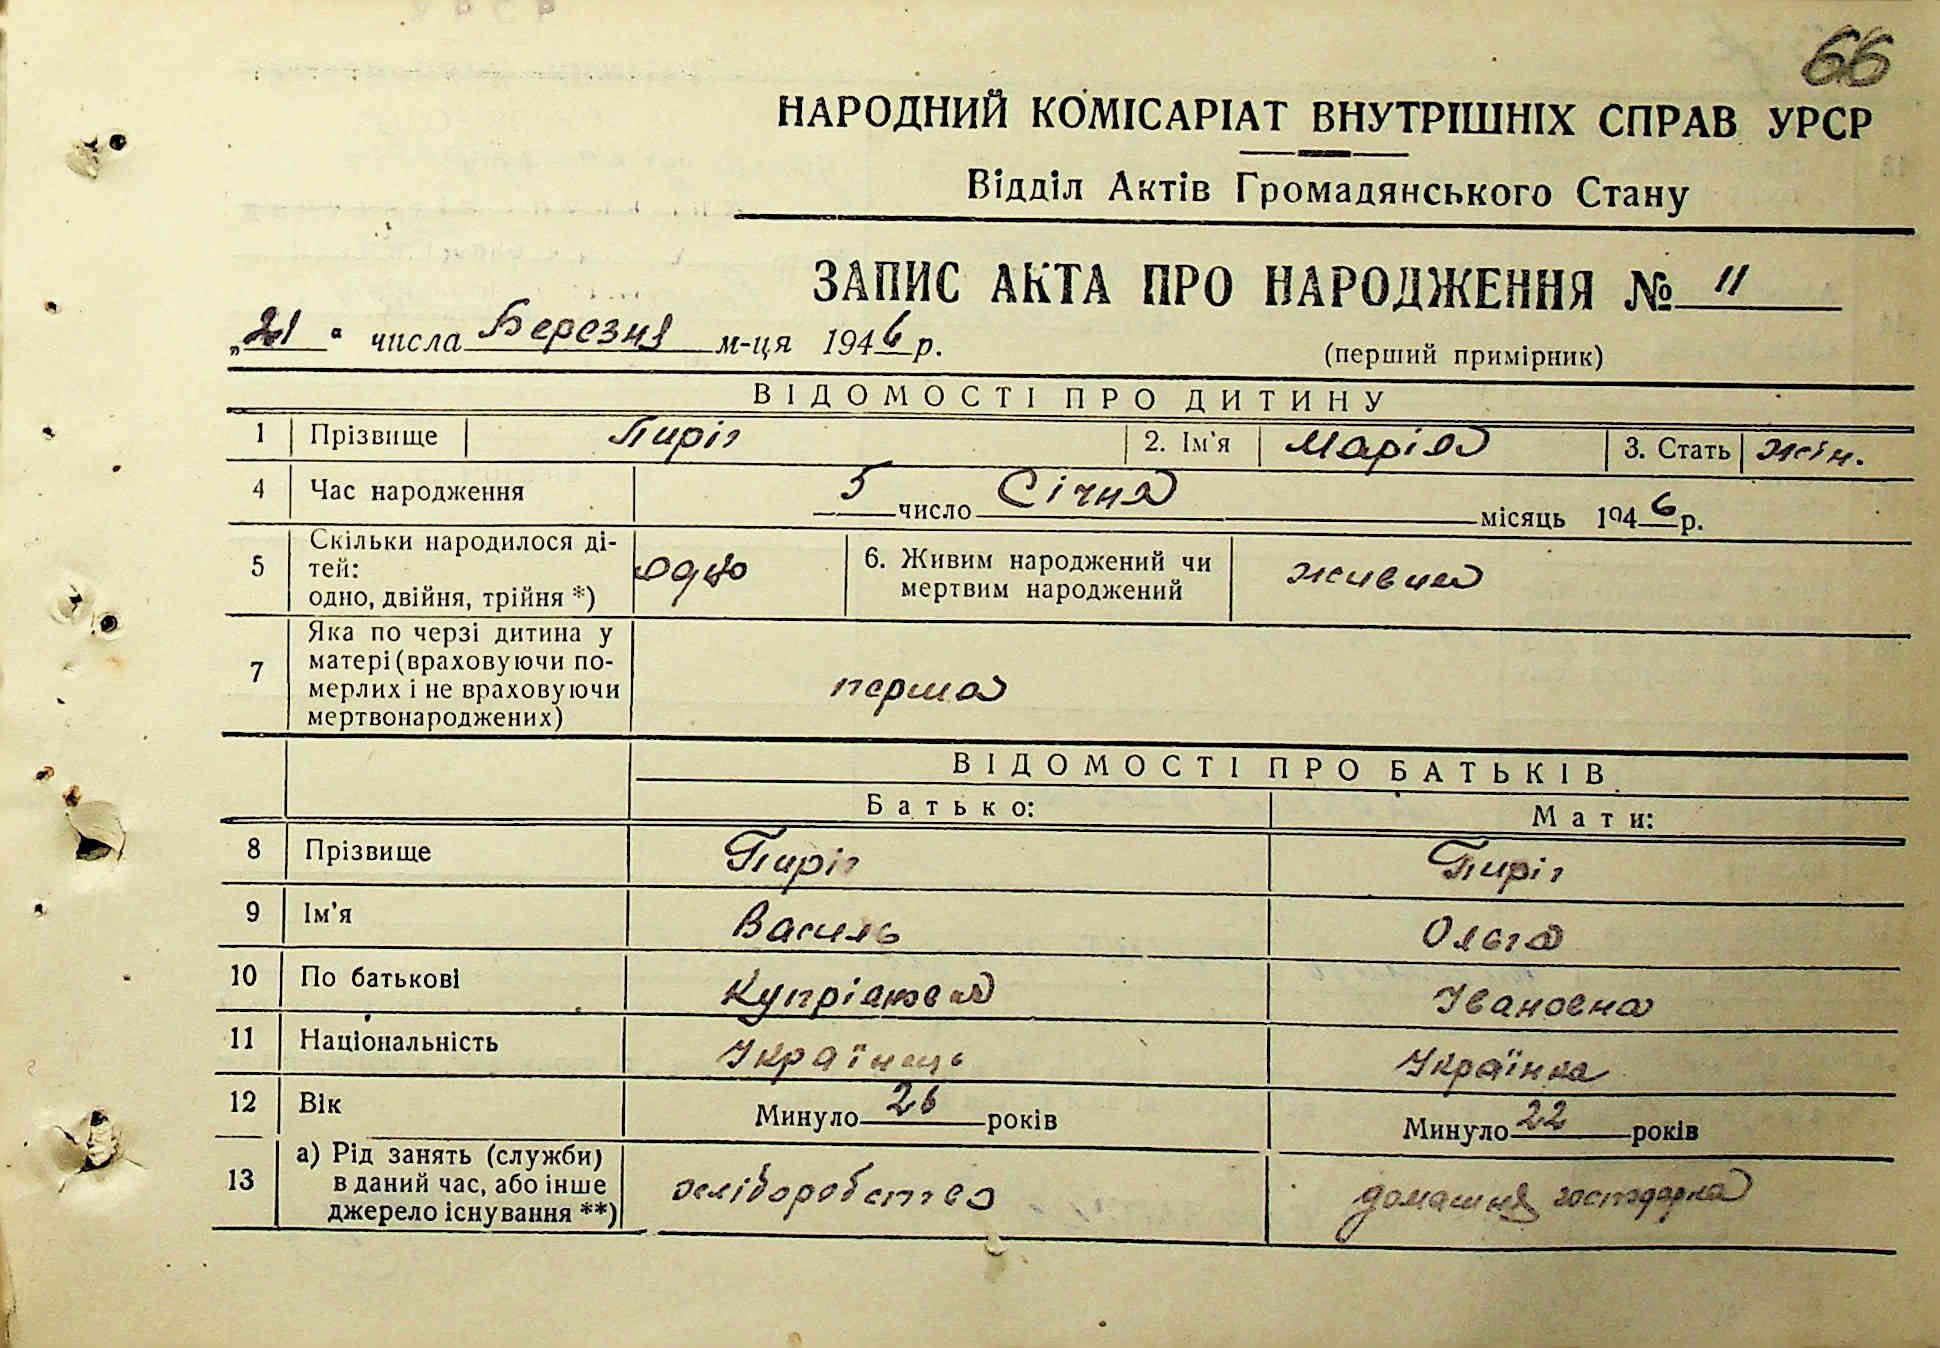 66
НАРОДНИЙ КОМІСАРІАТ ВНУТРІШНІХ СПРАВ УРСР
Відділ Актів Громадянського Стану
ЗАПИС АКТА ПРО НАРОДЖЕННЯ № 11
„21“ числа Березня м-ця 1946 р.
(перший примірник)
ВІДОМОСТІ ПРО ДИТИНУ
1 Прізвище Пиріг 2. Ім'я Марія 3. Стать жін.
4 Час народження 5 число Січня місяць 1946 р.
5 Скільки народилося ді-
тей:
одно, двійня, трійня *) одно 6. Живим народжений чи
мертвим народжений живим
7 Яка по черзі дитина у
матері (враховуючи по-
мерлих і не враховуючи
мертвонароджених) перша
ВІДОМОСТІ ПРО БАТЬКІВ
Батько: Мати:
8 Прізвище Пиріг Пиріг
9 Ім'я Василь Ольга
10 По батькові Івановна
11 Національність Українець Українка
12 Вік Минуло 26 років Минуло 22 років
13 а) Рід занять (служби)
в даний час, або інше
джерело існування **) хліборобство домашня господарка